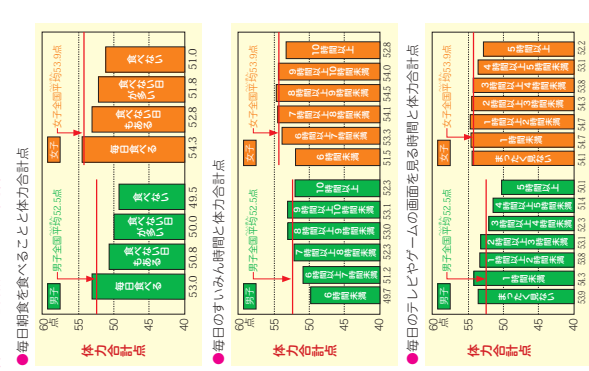 ●毎日朝食を食べることと体力合計点
体力合計点
60
点
55
50
45
40
男子
男子全国平均52.5点
女子
女子全国平均53.9点
毎日食べる
食べない日
もある
食べない日
が多い
食べない
毎日食べる
食べない日
もある
食べない日
が多い
食べない
53.0 50.8 50.0 49.5 54.3 52.8 51.8 51.0
●毎日のすいみん時間と体力合計点
体力合計点
60
点
55
50
45
40
男子
男子全国平均52.5点
女子
女子全国平均53.9点
6時間未満
6時間以上7時間未満
7時間以上8時間未満
8時間以上9時間未満
9時間以上10時間未満
10時間以上
6時間未満
6時間以上7時間未満
7時間以上8時間未満
8時間以上9時間未満
9時間以上10時間未満
10時間以上
49.7 51.2 52.3 53.0 53.1 52.3 51.5 53.3 54.1 54.5 54.0 52.8
●毎日のテレビやゲームの画面を見る時間と体力合計点
体力合計点
60
点
55
50
45
40
男子
男子全国平均52.5点
女子
女子全国平均53.9点
まったく見ない
1時間未満
1時間以上2時間未満
2時間以上3時間未満
3時間以上4時間未満
4時間以上5時間未満
5時間以上
まったく見ない
1時間未満
1時間以上2時間未満
2時間以上3時間未満
3時間以上4時間未満
4時間以上5時間未満
5時間以上
53.9 54.3 53.8 53.1 52.3 51.4 50.1 54.1 54.7 54.7 54.3 53.8 53.1 52.2